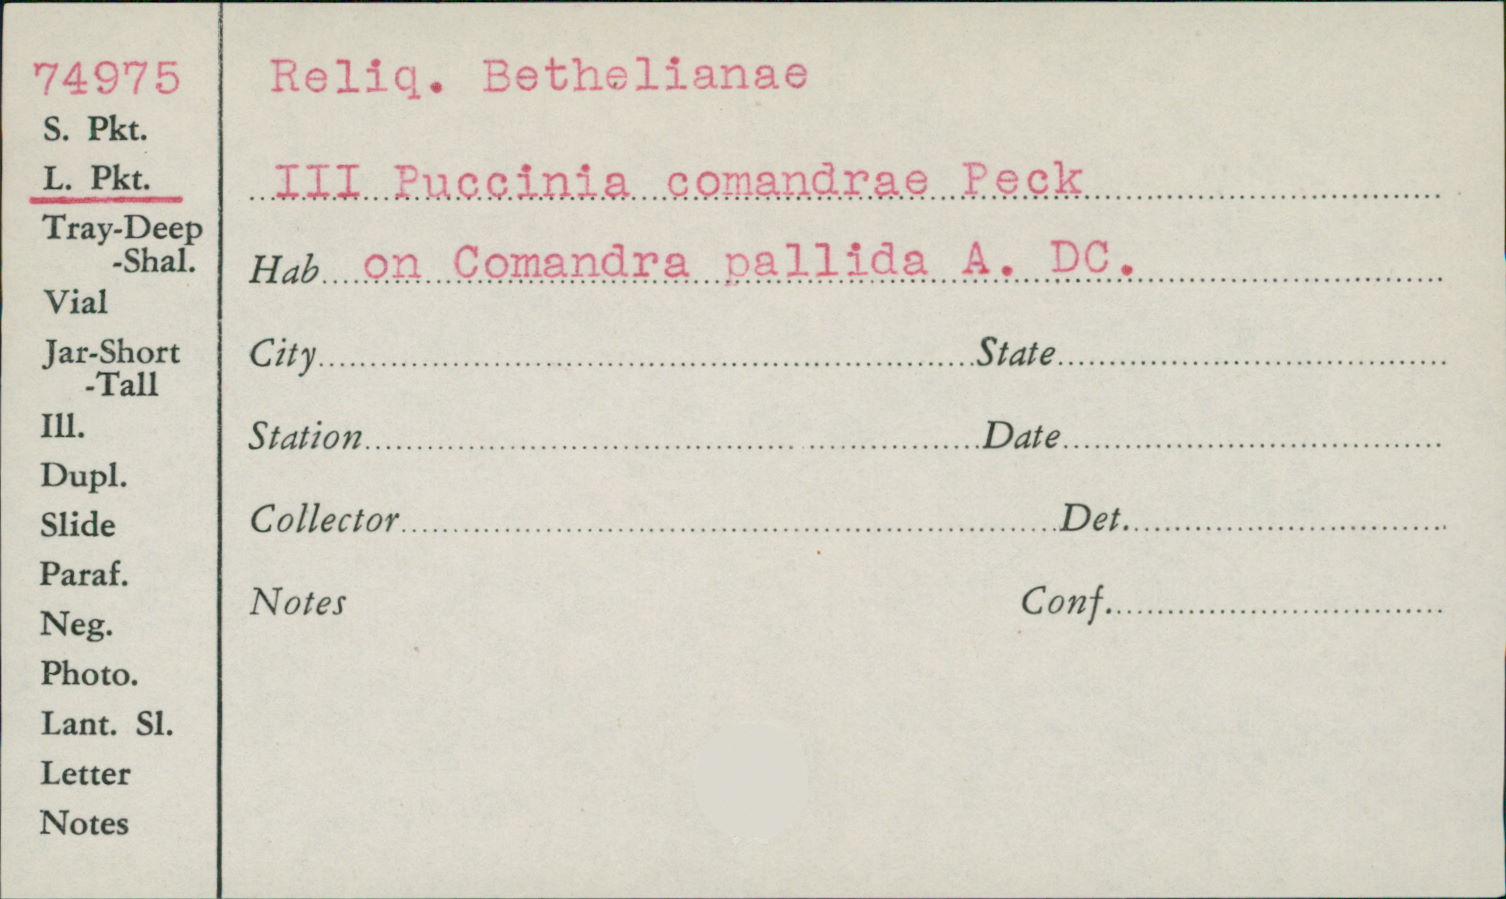 74975
S. Pkt.
L. Pkt.
Tray-Deep
-Shal.
Vial
Jar-Short
-Tall
Ill.
Dupl.
Slide
Paraf.
Neg.
Photo.
Lant. Sl.
Letter
Notes
Reliq. Bethelianae
III Puccinia comandrae Peck
Hab on Comandra pallida A. DC.
City State
Station Date
Collector Det.
Notes Conf.